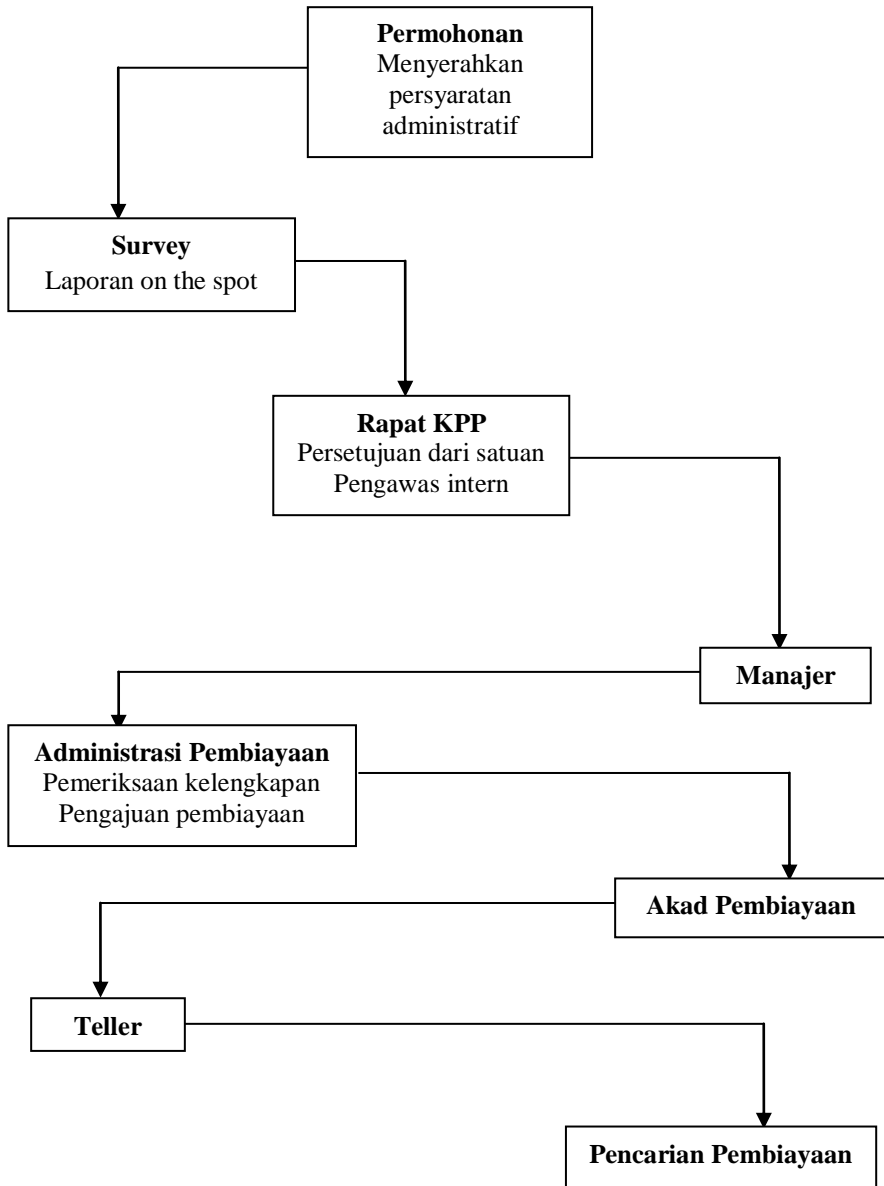 Permohonan
Menyerahkan
persyaratan
administratif
Survey
Laporan on the spot
Rapat KPP
Persetujuan dari satuan
Pengawas intern
Manajer
Administrasi Pembiayaan
Pemeriksaan kelengkapan
Pengajuan pembiayaan
Akad Pembiayaan
Teller
Pencarian Pembiayaan